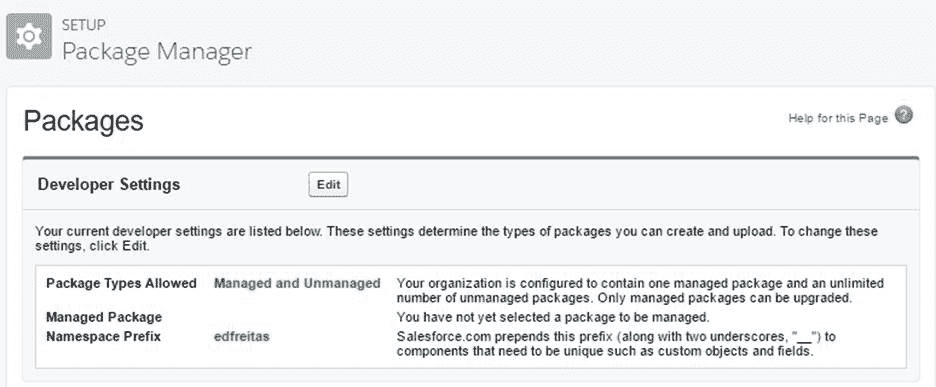 SETUP
Package Manager
Packages
Help for this Page ?
Developer Settings Edit
Your current developer settings are listed below. These settings determine the types of packages you can create and upload. To change these
settings, click Edit.
Package Types Allowed Managed and Unmanaged Your organization is configured to contain one managed package and an unlimited
number of unmanaged packages. Only managed packages can be upgraded.
Managed Package You have not yet selected a package to be managed.
Namespace Prefix edfreitas Salesforce.com prepends this prefix (along with two underscores, "__") to
components that need to be unique such as custom objects and fields.